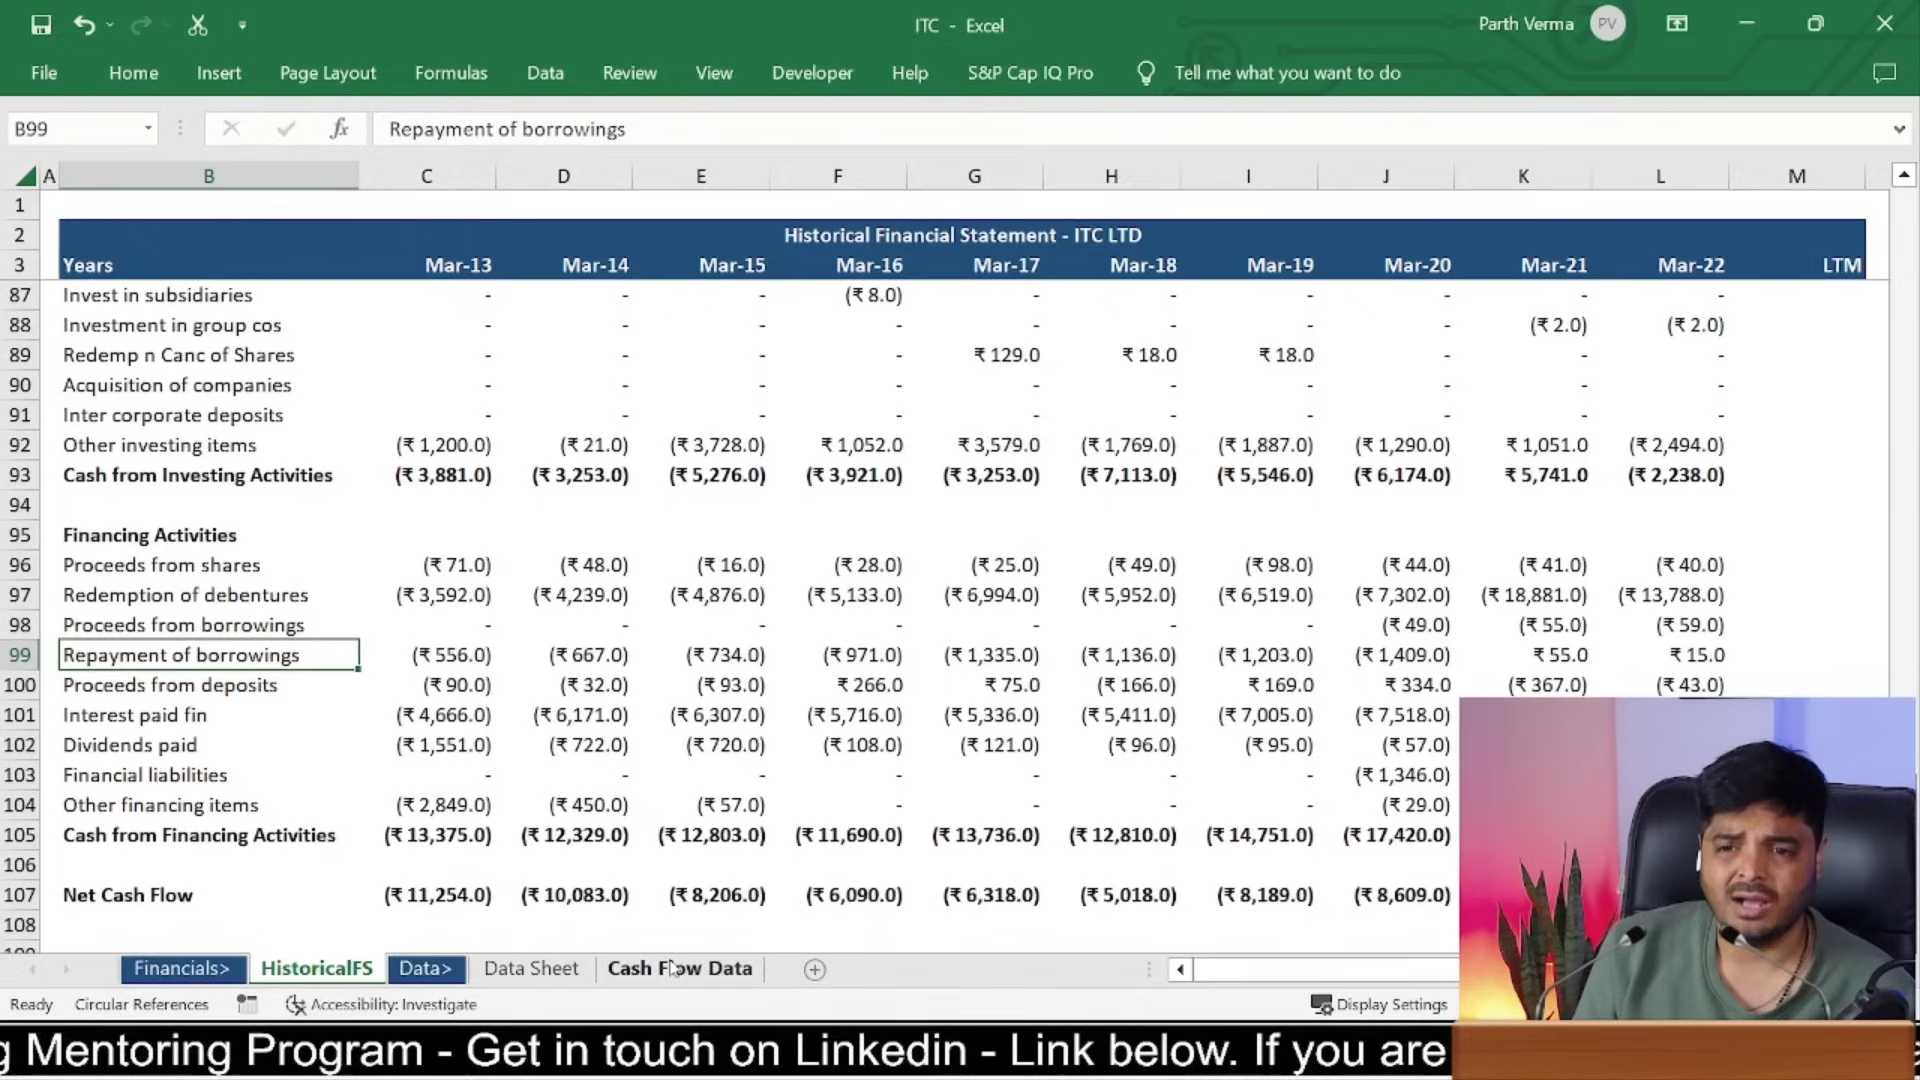 ITC - Excel
Parth Verma PV
File Home Insert Page Layout Formulas Data Review View Developer Help S&P Cap IQ Pro Tell me what you want to do
B99 fx Repayment of borrowings
A B C D E F G H I J K L M
1
2 Historical Financial Statement - ITC LTD
3 Years Mar-13 Mar-14 Mar-15 Mar-16 Mar-17 Mar-18 Mar-19 Mar-20 Mar-21 Mar-22 LTM
87 Invest in subsidiaries - - - (₹ 8.0) - - - - - -
88 Investment in group cos - - - - - - - - (₹ 2.0) (₹ 2.0)
89 Redemp n Canc of Shares - - - - ₹ 129.0 ₹ 18.0 ₹ 18.0 - - -
90 Acquisition of companies - - - - - - - - - -
91 Inter corporate deposits - - - - - - - - - -
92 Other investing items (₹ 1,200.0) (₹ 21.0) (₹ 3,728.0) ₹ 1,052.0 ₹ 3,579.0 (₹ 1,769.0) (₹ 1,887.0) (₹ 1,290.0) ₹ 1,051.0 (₹ 2,494.0)
93 Cash from Investing Activities (₹ 3,881.0) (₹ 3,253.0) (₹ 5,276.0) (₹ 3,921.0) (₹ 3,253.0) (₹ 7,113.0) (₹ 5,546.0) (₹ 6,174.0) ₹ 5,741.0 (₹ 2,238.0)
94
95 Financing Activities
96 Proceeds from shares (₹ 71.0) (₹ 48.0) (₹ 16.0) (₹ 28.0) (₹ 25.0) (₹ 49.0) (₹ 98.0) (₹ 44.0) (₹ 41.0) (₹ 40.0)
97 Redemption of debentures (₹ 3,592.0) (₹ 4,239.0) (₹ 4,876.0) (₹ 5,133.0) (₹ 6,994.0) (₹ 5,952.0) (₹ 6,519.0) (₹ 7,302.0) (₹ 18,881.0) (₹ 13,788.0)
98 Proceeds from borrowings - - - - - - - (₹ 49.0) (₹ 55.0) (₹ 59.0)
99 Repayment of borrowings (₹ 556.0) (₹ 667.0) (₹ 734.0) (₹ 971.0) (₹ 1,335.0) (₹ 1,136.0) (₹ 1,203.0) (₹ 1,409.0) ₹ 55.0 ₹ 15.0
100 Proceeds from deposits (₹ 90.0) (₹ 32.0) (₹ 93.0) ₹ 266.0 ₹ 75.0 (₹ 166.0) ₹ 169.0 ₹ 334.0 (₹ 367.0) (₹ 43.0)
101 Interest paid fin (₹ 4,666.0) (₹ 6,171.0) (₹ 6,307.0) (₹ 5,716.0) (₹ 5,336.0) (₹ 5,411.0) (₹ 7,005.0) (₹ 7,518.0)
102 Dividends paid (₹ 1,551.0) (₹ 722.0) (₹ 720.0) (₹ 108.0) (₹ 121.0) (₹ 96.0) (₹ 95.0) (₹ 57.0)
103 Financial liabilities - - - - - - - (₹ 1,346.0)
104 Other financing items (₹ 2,849.0) (₹ 450.0) (₹ 57.0) - - - - (₹ 29.0)
105 Cash from Financing Activities (₹ 13,375.0) (₹ 12,329.0) (₹ 12,803.0) (₹ 11,690.0) (₹ 13,736.0) (₹ 12,810.0) (₹ 14,751.0) (₹ 17,420.0)
106
107 Net Cash Flow (₹ 11,254.0) (₹ 10,083.0) (₹ 8,206.0) (₹ 6,090.0) (₹ 6,318.0) (₹ 5,018.0) (₹ 8,189.0) (₹ 8,609.0)
108
Financials> HistoricalFS Data> Data Sheet Cash Flow Data
Ready Circular References Accessibility: Investigate Display Settings
g Mentoring Program - Get in touch on Linkedin - Link below. If you are